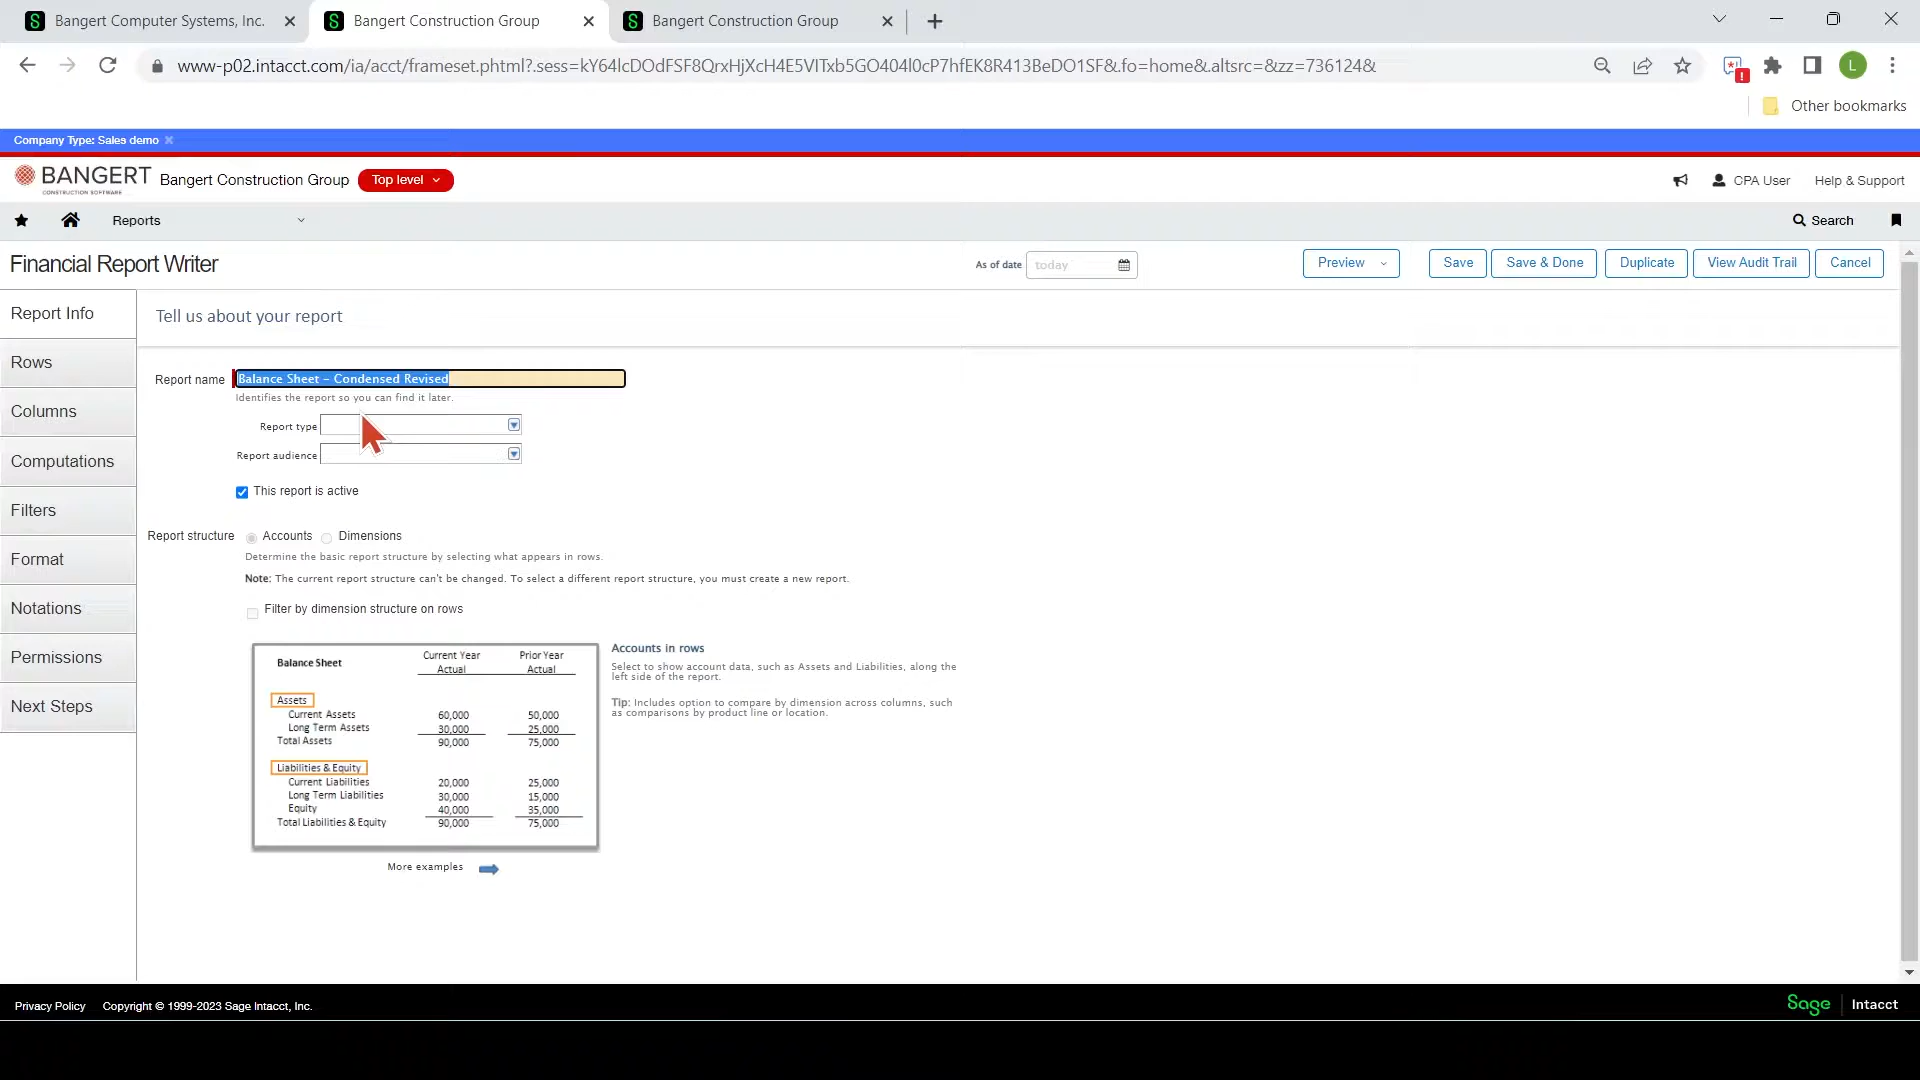 Bangert Computer Systems, Inc.
Bangert Construction Group
Bangert Construction Group
www-p02.intacct.com/ia/acct/frameset.phtml?.sess=kY64lcDOdFSF8QrxHjXcH4E5VITxb5GO404l0cP7hfEK8R413BeDO1SF&.fo=home&.altsrc=&zz=736124&
L
Other bookmarks
Company Type: Sales demo
BANGERT
CONSTRUCTION SOFTWARE
Bangert Construction Group
Top level
CPA User
Help & Support
Reports
Search
Financial Report Writer
As of date
today
Preview
Save
Save & Done
Duplicate
View Audit Trail
Cancel
Report Info
Rows
Columns
Computations
Filters
Format
Notations
Permissions
Next Steps
Tell us about your report
Report name
Balance Sheet - Condensed Revised
Identifies the report so you can find it later.
Report type
Report audience
This report is active
Report structure
Accounts
Dimensions
Determine the basic report structure by selecting what appears in rows.
Note: The current report structure can't be changed. To select a different report structure, you must create a new report.
Filter by dimension structure on rows
Balance Sheet
Current Year Prior Year
Actual Actual
Assets
Current Assets 60,000 50,000
Long Term Assets 30,000 25,000
Total Assets 90,000 75,000
Liabilities & Equity
Current Liabilities 20,000 25,000
Long Term Liabilities 30,000 15,000
Equity 40,000 35,000
Total Liabilities & Equity 90,000 75,000
More examples
Accounts in rows
Select to show account data, such as Assets and Liabilities, along the
left side of the report.
Tip: Includes option to compare by dimension across columns, such
as comparisons by product line or location.
Privacy Policy
Copyright © 1999-2023 Sage Intacct, Inc.
Sage
Intacct